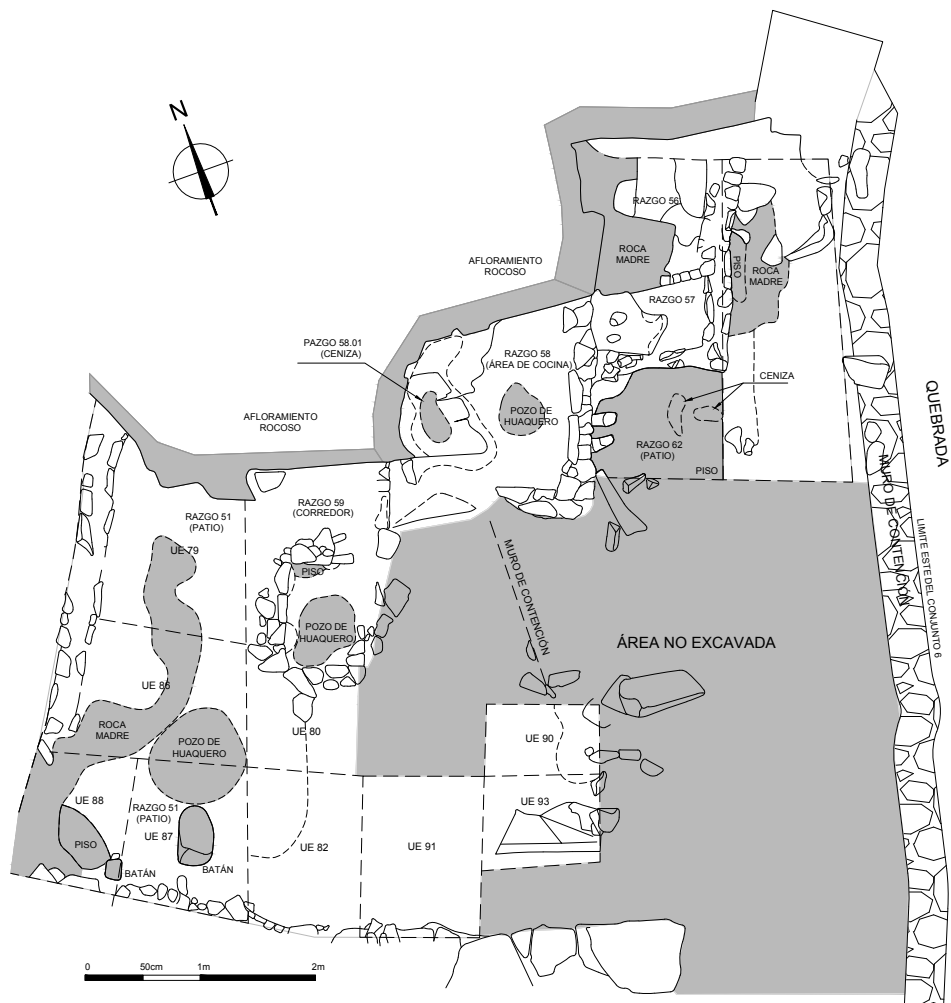 N
RAZGO 56
AFLORAMIENTO
ROCOSO
ROCA
MADRE
PISO
ROCA
MADRE
RAZGO 57
PAZGO 58.01
(CENIZA)
RAZGO 58
(ÁREA DE COCINA)
POZO DE
HUAQUERO
CENIZA
RAZGO 62
(PATIO)
PISO
QUEBRADA
MURO DE CONTENCIÓN
LIMITE ESTE DEL CONJUNTO 6
AFLORAMIENTO
ROCOSO
RAZGO 51
(PATIO)
UE 79
RAZGO 59
(CORREDOR)
PISO
POZO DE
HUAQUERO
MURO DE CONTENCIÓN
ÁREA NO EXCAVADA
UE 86
ROCA
MADRE
POZO DE
HUAQUERO
UE 80
UE 90
UE 88
RAZGO 51
(PATIO)
UE 87
PISO
BATÁN
BATÁN
UE 82
UE 91
UE 93
0 50cm 1m 2m